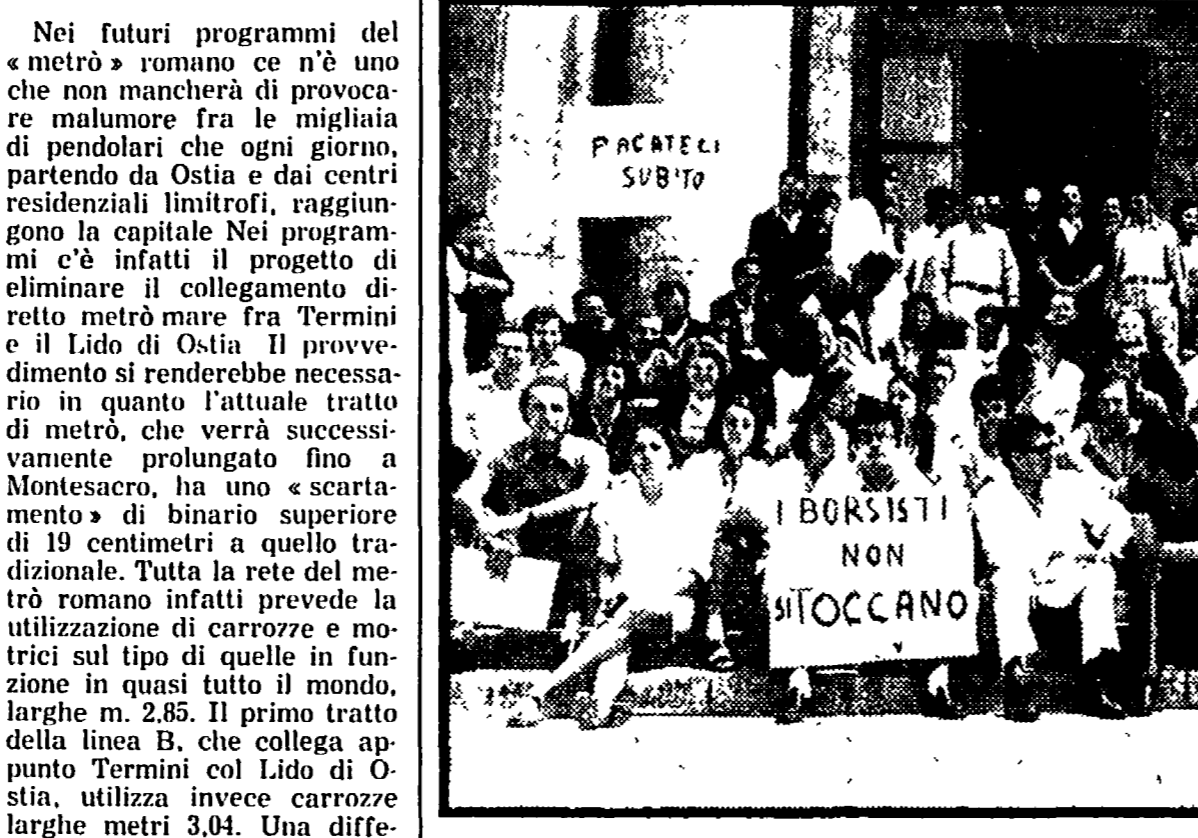 Nei futuri programmi del
« metrò » romano ce n'è uno
che non mancherà di provoca-
re malumore fra le migliaia
di pendolari che ogni giorno,
partendo da Ostia e dai centri
residenziali limitrofi, raggiun-
gono la capitale Nei program-
mi c'è infatti il progetto di
eliminare il collegamento di-
retto metrò mare fra Termini
e il Lido di Ostia Il provve-
dimento si renderebbe necessa-
rio in quanto l'attuale tratto
di metrò, che verrà successi-
vamente prolungato fino a
Montesacro, ha uno « scarta-
mento » di binario superiore
di 19 centimetri a quello tra-
dizionale. Tutta la rete del me-
trò romano infatti prevede la
utilizzazione di carrozze e mo-
trici sul tipo di quelle in fun-
zione in quasi tutto il mondo,
larghe m. 2.85. Il primo tratto
della linea B, che collega ap-
punto Termini col Lido di O-
stia, utilizza invece carrozze
larghe metri 3,04. Una diffe-
PAGATECI
SUBITO
I BORSISTI
NON
SI TOCCANO